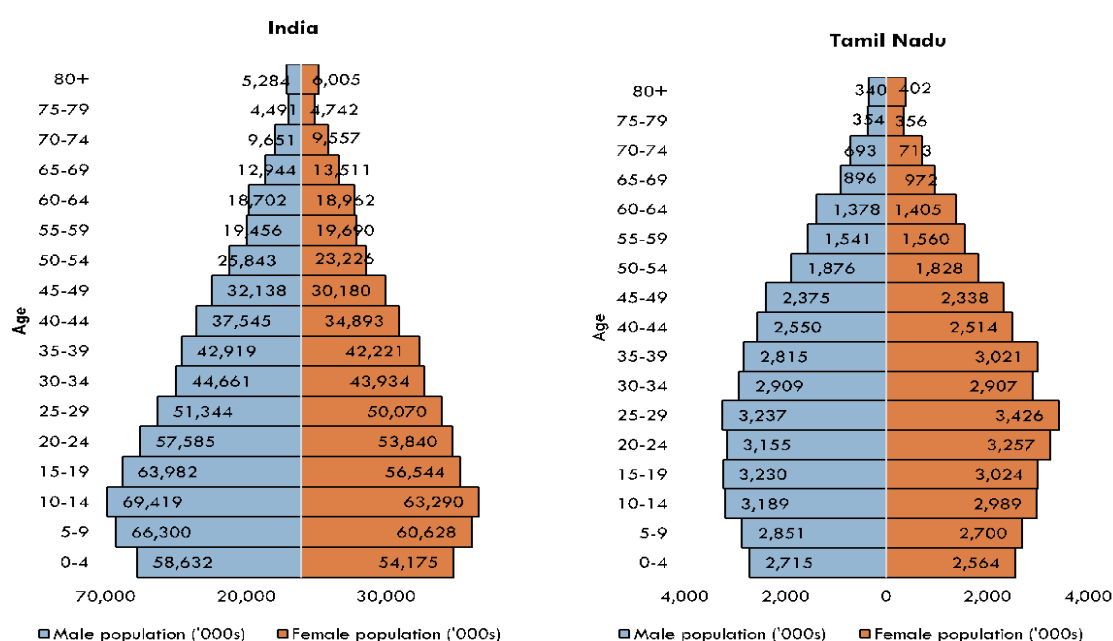 India
80+ 5,284 6,005
75-79 4,491 4,742
70-74 9,651 9,557
65-69 12,944 13,511
60-64 18,702 18,962
55-59 19,456 19,690
50-54 25,843 23,226
45-49 32,138 30,180
40-44 37,545 34,893
35-39 42,919 42,221
30-34 44,661 43,934
25-29 51,344 50,070
20-24 57,585 53,840
15-19 63,982 56,544
10-14 69,419 63,290
5-9 66,300 60,628
0-4 58,632 54,175
Age
70,000 20,000 30,000
Male population ('000s) Female population ('000s)
Tamil Nadu
80+ 340 402
75-79 354 356
70-74 693 713
65-69 896 972
60-64 1,378 1,405
55-59 1,541 1,560
50-54 1,876 1,828
45-49 2,375 2,338
40-44 2,550 2,514
35-39 2,815 3,021
30-34 2,909 2,907
25-29 3,237 3,426
20-24 3,155 3,257
15-19 3,230 3,024
10-14 3,189 2,989
5-9 2,851 2,700
0-4 2,715 2,564
Age
4,000 2,000 0 2,000 4,000
Male population ('000s) Female population ('000s)